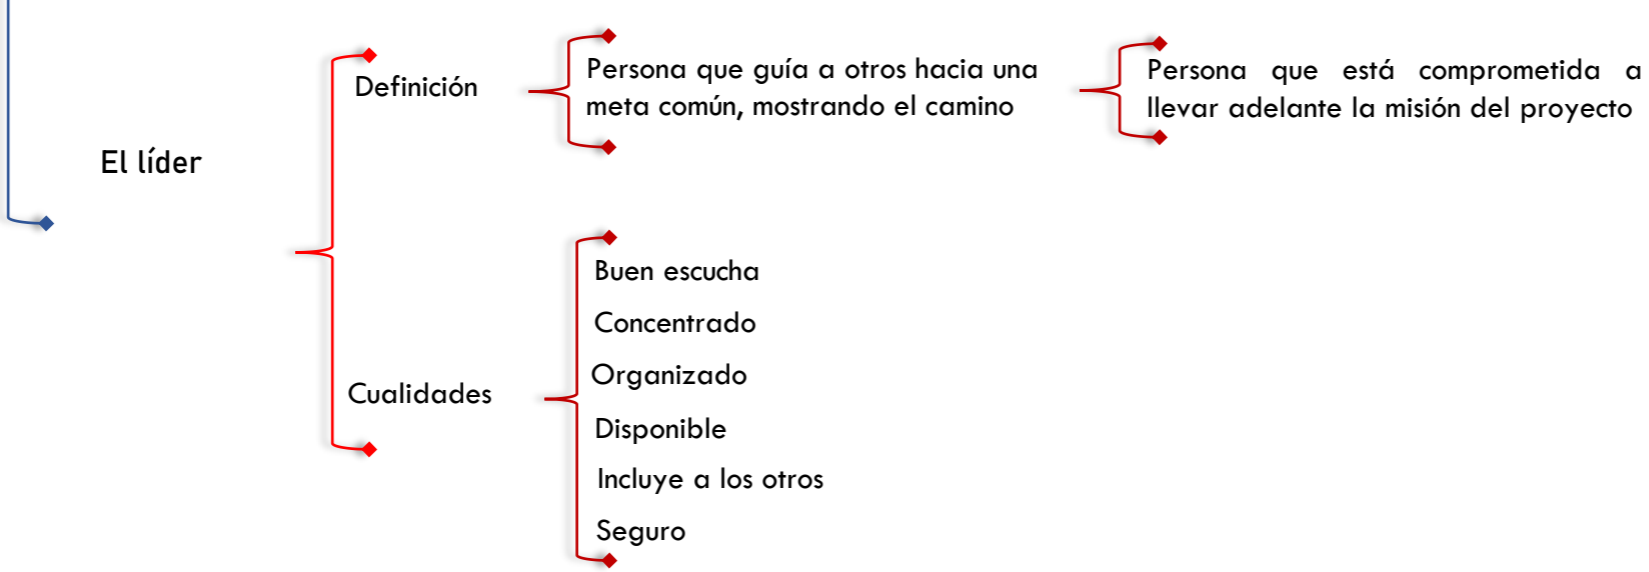 El líder
Definición
Persona que guía a otros hacia una
meta común, mostrando el camino
Persona que está comprometida a
llevar adelante la misión del proyecto
Cualidades
Buen escucha
Concentrado
Organizado
Disponible
Incluye a los otros
Seguro